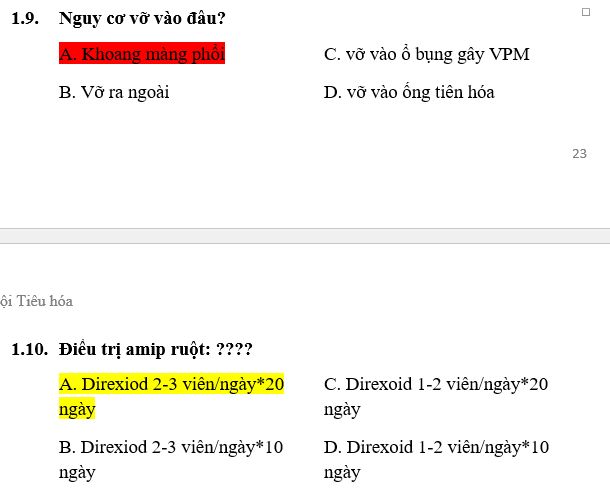 1.9. Nguy cơ vỡ vào đâu?
A. Khoang màng phổi C. vỡ vào ổ bụng gây VPM
B. Vỡ ra ngoài D. vỡ vào ống tiên hóa
23
ội Tiêu hóa
1.10. Điều trị amip ruột: ????
A. Direxiod 2-3 viên/ngày*20 C. Direxoid 1-2 viên/ngày*20
ngày ngày
B. Direxiod 2-3 viên/ngày*10 D. Direxoid 1-2 viên/ngày*10
ngày ngày